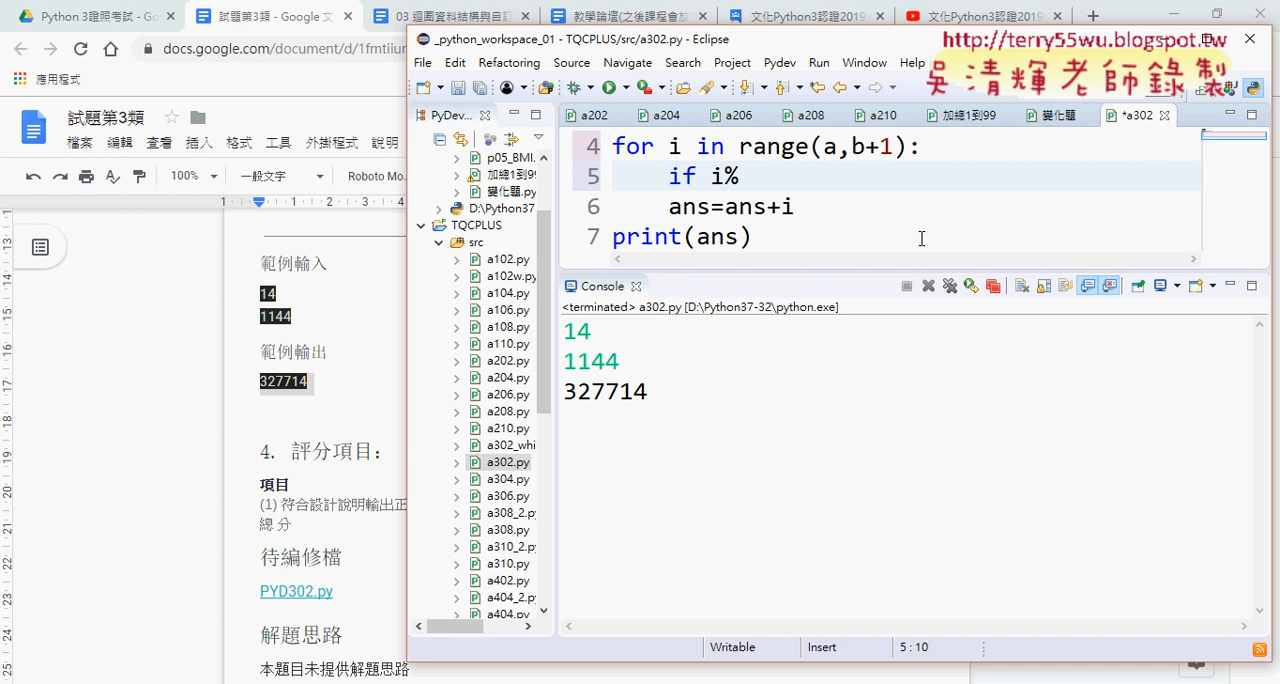 Python 3證照考試 - Go
試題第3類 - Google 文
03 迴圈資料結構與自訂
教學論壇(之後課程會放
文化Python3認證2019
文化Python3認證2019
docs.google.com/document/d/1fmtiiur
應用程式
試題第3類
檔案 編輯 查看 插入 格式 工具 外掛程式 說明
100% 一般文字 Roboto Mo.
1 1 2 3 4
範例輸入
14
1144
範例輸出
327714
4. 評分項目：
項目
(1) 符合設計說明輸出正
總 分
待編修檔
PYD302.py
解題思路
本題目未提供解題思路
_python_workspace_01 - TQCPLUS/src/a302.py - Eclipse
http://terry55wu.blogspot.tw
吳清輝老師錄製
File Edit Refactoring Source Navigate Search Project Pydev Run Window Help
PyDev...
p05_BMI.
加總1到99
變化題.py
D:\Python37
TQCPLUS
src
a102.py
a102w.py
a104.py
a106.py
a108.py
a110.py
a202.py
a204.py
a206.py
a208.py
a210.py
a302_whi
a302.py
a304.py
a306.py
a308_2.py
a308.py
a310_2.py
a310.py
a402.py
a404_2.py
a404.py
a202 a204 a206 a208 a210 加總1到99 變化題 *a302
4 for i in range(a,b+1):
5 if i%
6 ans=ans+i
7 print(ans)
Console
<terminated> a302.py [D:\Python37-32\python.exe]
14
1144
327714
Writable Insert 5 : 10